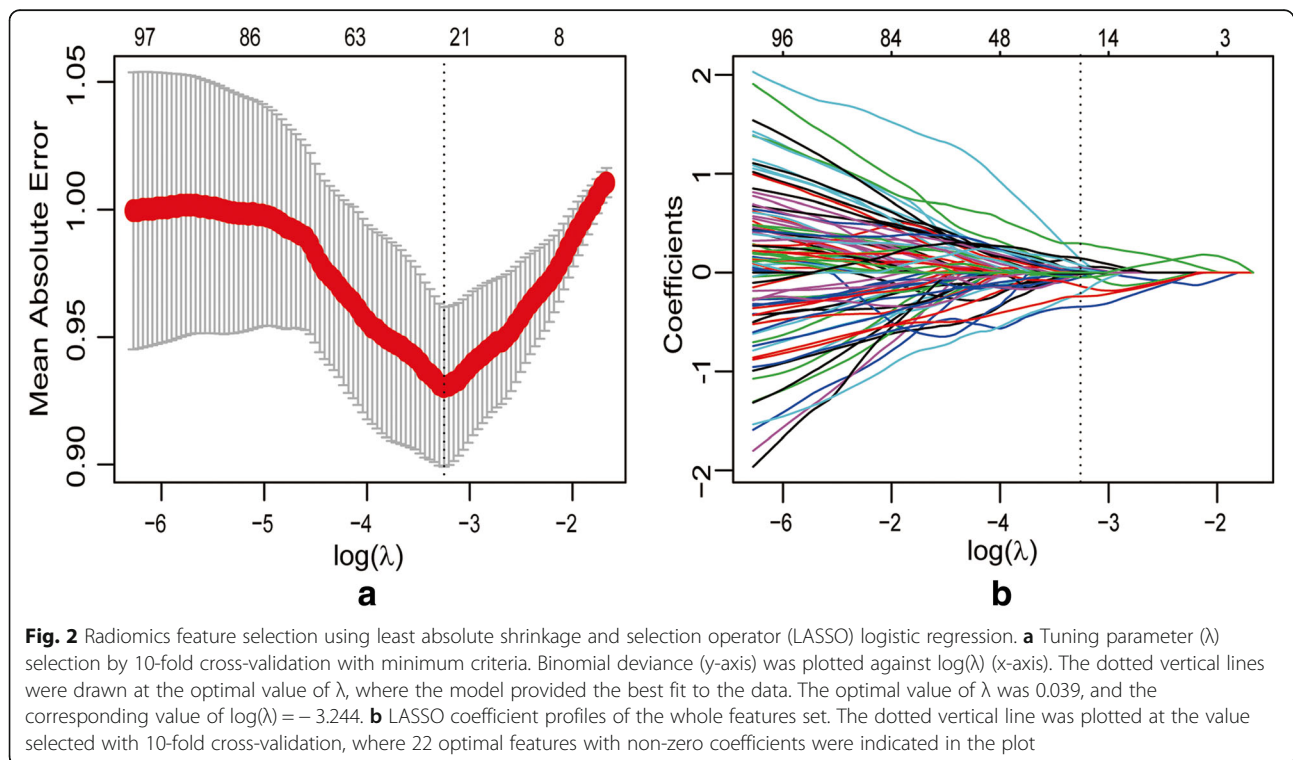 97 86 63 21 8
1.05
1.00
0.95
0.90
Mean Absolute Error
−6 −5 −4 −3 −2
log(λ)
a
96 84 48 14 3
2
1
0
−1
−2
Coefficients
−6 −2 −4 −3 −2
log(λ)
b
Fig. 2 Radiomics feature selection using least absolute shrinkage and selection operator (LASSO) logistic regression. a Tuning parameter (λ)
selection by 10-fold cross-validation with minimum criteria. Binomial deviance (y-axis) was plotted against log(λ) (x-axis). The dotted vertical lines
were drawn at the optimal value of λ, where the model provided the best fit to the data. The optimal value of λ was 0.039, and the
corresponding value of log(λ) = − 3.244. b LASSO coefficient profiles of the whole features set. The dotted vertical line was plotted at the value
selected with 10-fold cross-validation, where 22 optimal features with non-zero coefficients were indicated in the plot